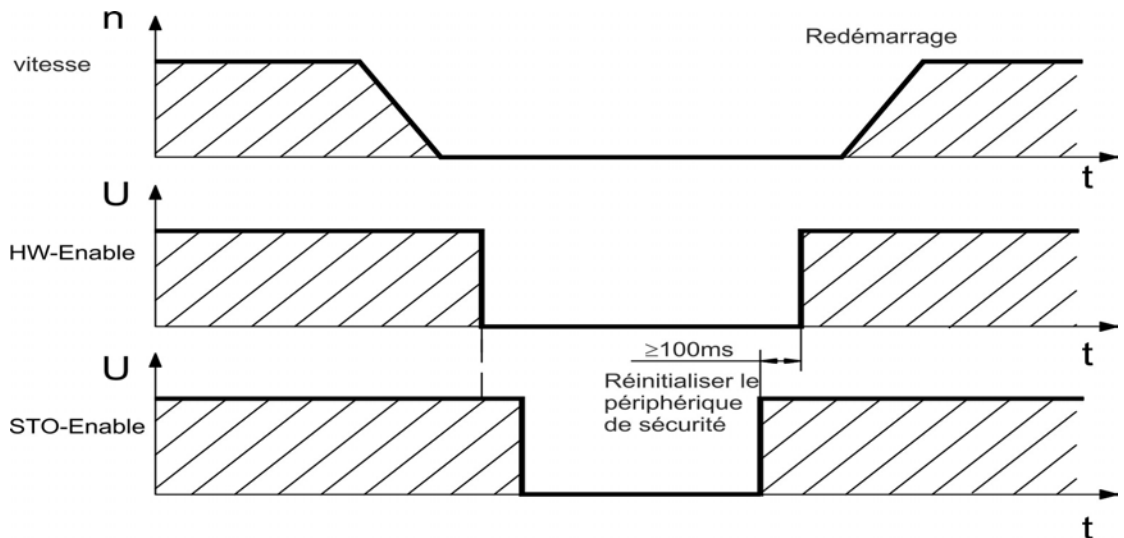 n
Redémarrage
vitesse
t
U
HW-Enable
≥100ms
t
U
Réinitialiser le
périphérique
de sécurité
STO-Enable
t